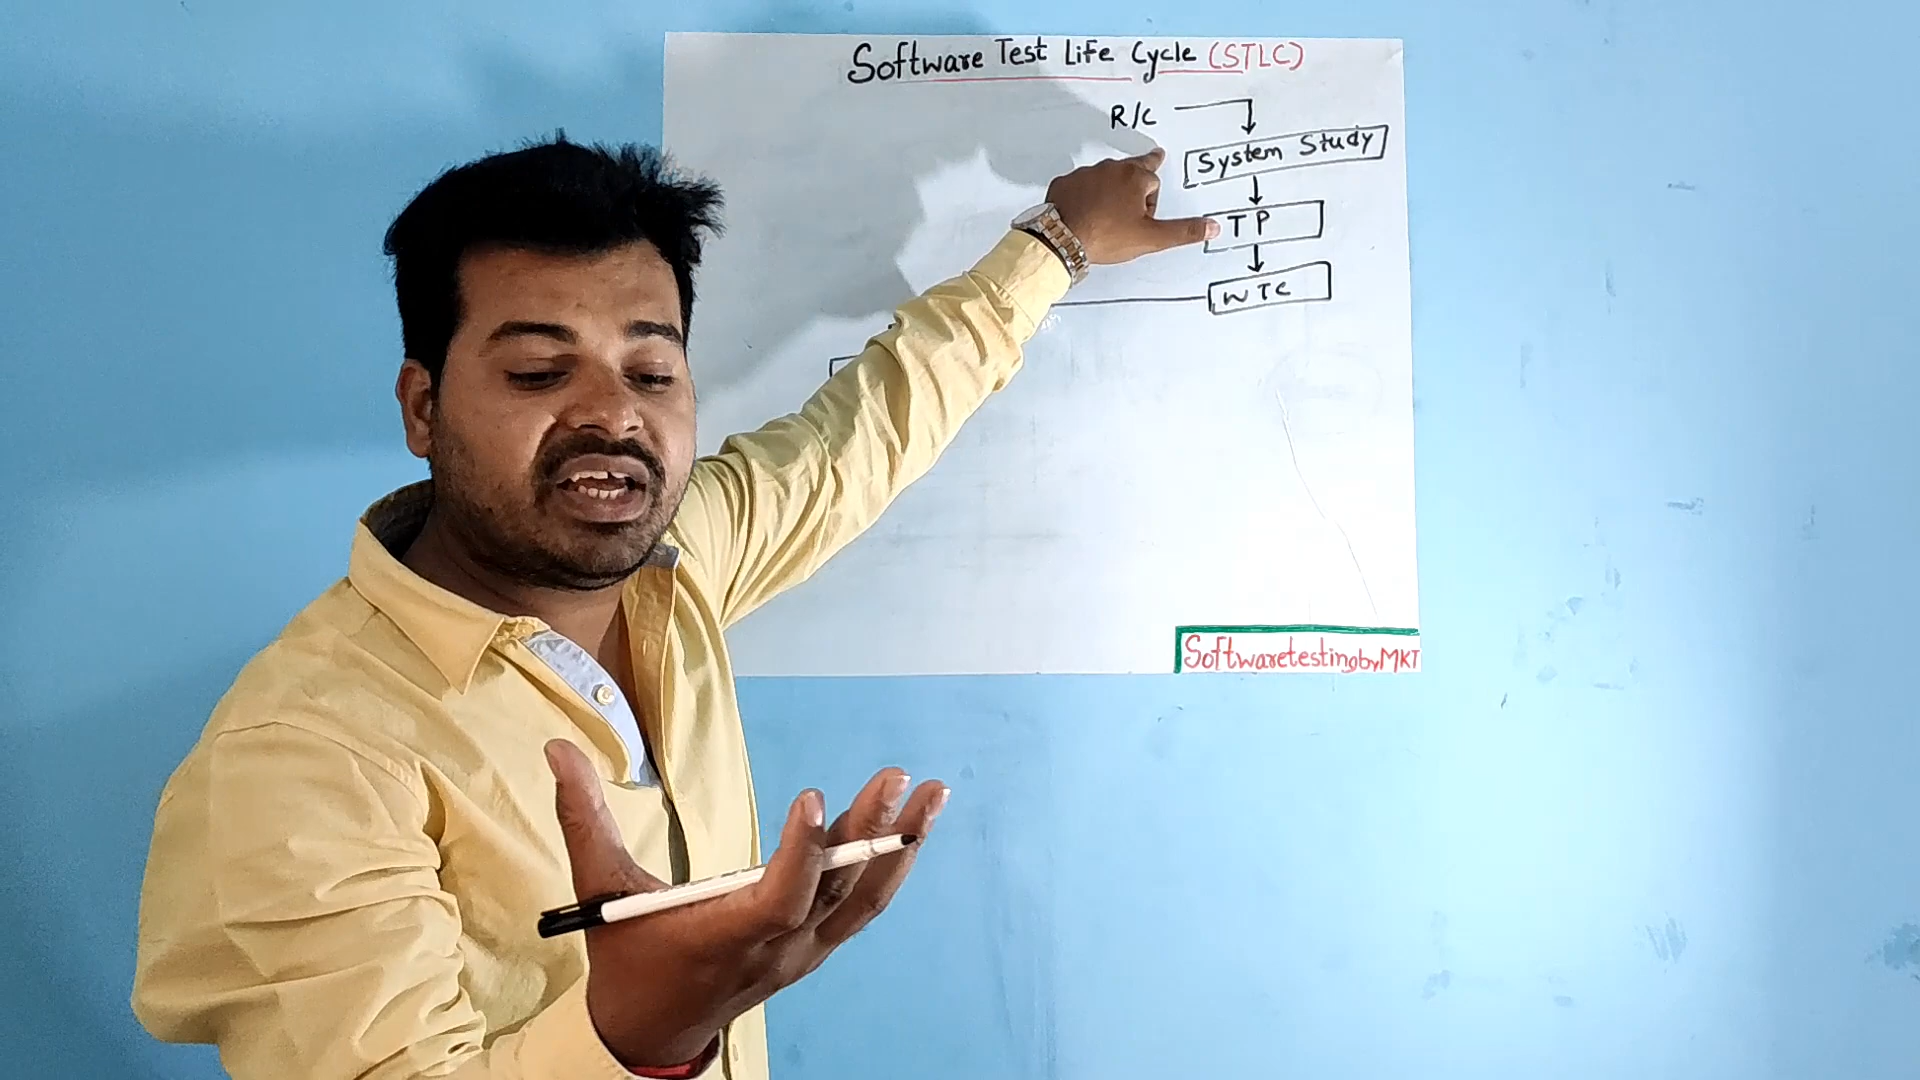 Software Test Life Cycle (STLC)
R/C
System Study
TP
WTC
SoftwaretestingbyMKT